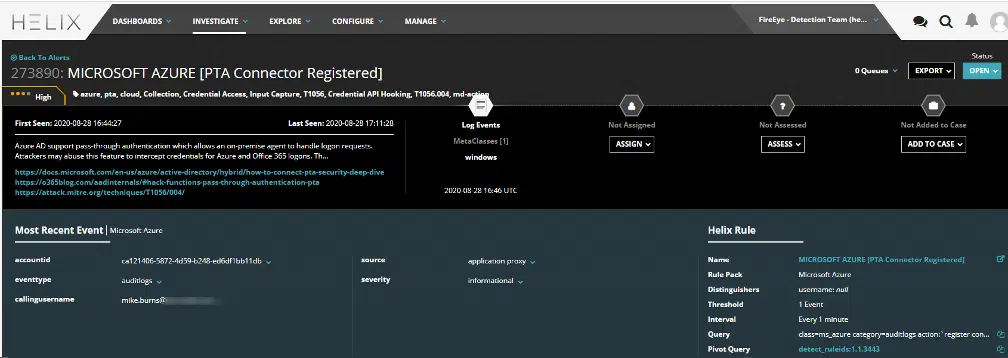 HELIX
DASHBOARDS INVESTIGATE EXPLORE CONFIGURE MANAGE
FireEye - Detection Team (he...
Back To Alerts
273890: MICROSOFT AZURE [PTA Connector Registered]
Status
0 Queues EXPORT OPEN
High
azure, pta, cloud, Collection, Credential Access, Input Capture, T1056, Credential API Hooking, T1056.004, md-action
First Seen: 2020-08-28 16:44:27 Last Seen: 2020-08-28 17:11:28
Azure AD support pass-through authentication which allows an on-premise agent to handle logon requests.
Attackers may abuse this feature to intercept credentials for Azure and Office 365 logons. Th...
https://docs.microsoft.com/en-us/azure/active-directory/hybrid/how-to-connect-pta-security-deep-dive
https://o365blog.com/aadinternals/#hack-functions-pass-through-authentication-pta
https://attack.mitre.org/techniques/T1056/004/
Log Events
MetaClasses [1]
windows
2020-08-28 16:46 UTC
Not Assigned
ASSIGN
?
Not Assessed
ASSESS
Not Added to Case
ADD TO CASE
Most Recent Event | Microsoft Azure
accountid ca121406-5872-4d59-b248-ed6df1bb11db
eventtype auditlogs
callingusername mike.burns@
source application proxy
severity informational
Helix Rule
Name MICROSOFT AZURE [PTA Connector Registered]
Rule Pack Microsoft Azure
Distinguishers username: null
Threshold 1 Event
Interval Every 1 minute
Query class=ms_azure category=auditlogs action:`register con...
Pivot Query detect_ruleids:1.1.3443